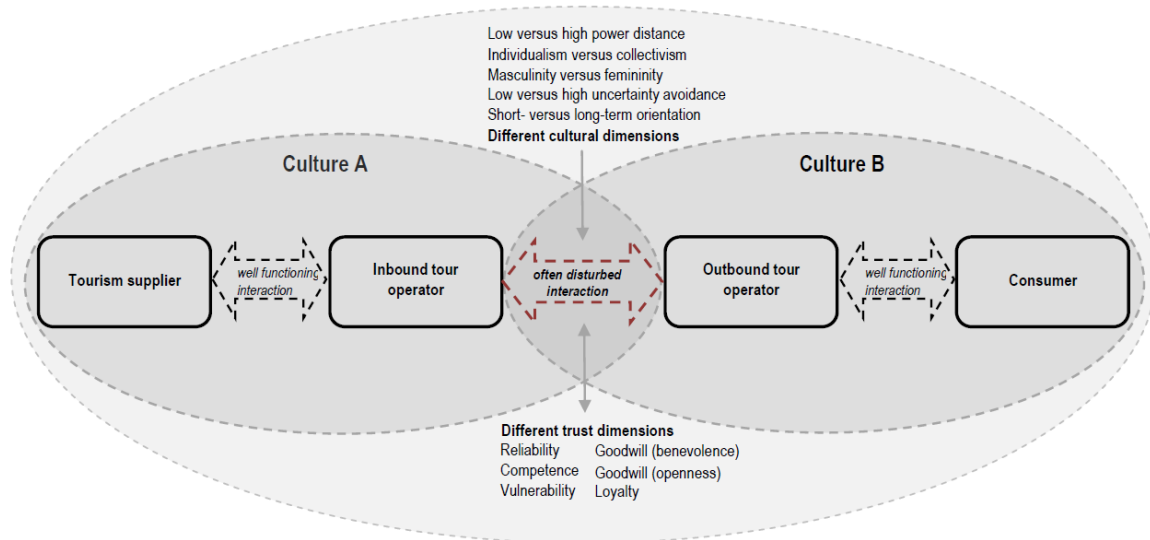 Low versus high power distance
Individualism versus collectivism
Masculinity versus femininity
Low versus high uncertainty avoidance
Short- versus long-term orientation
Different cultural dimensions
Culture A
Culture B
Tourism supplier
well functioning
interaction
Inbound tour
operator
often disturbed
interaction
Outbound tour
operator
well functioning
interaction
Consumer
Different trust dimensions
Reliability Goodwill (benevolence)
Competence Goodwill (openness)
Vulnerability Loyalty